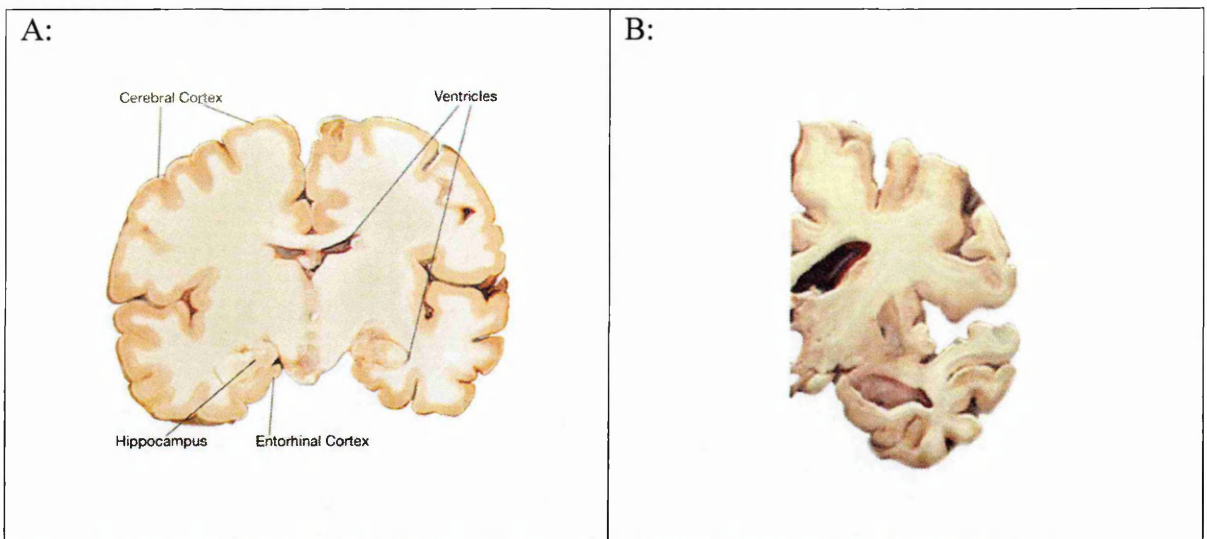 A:
B:
Cerebral Cortex
Ventricles
Hippocampus
Entorhinal Cortex